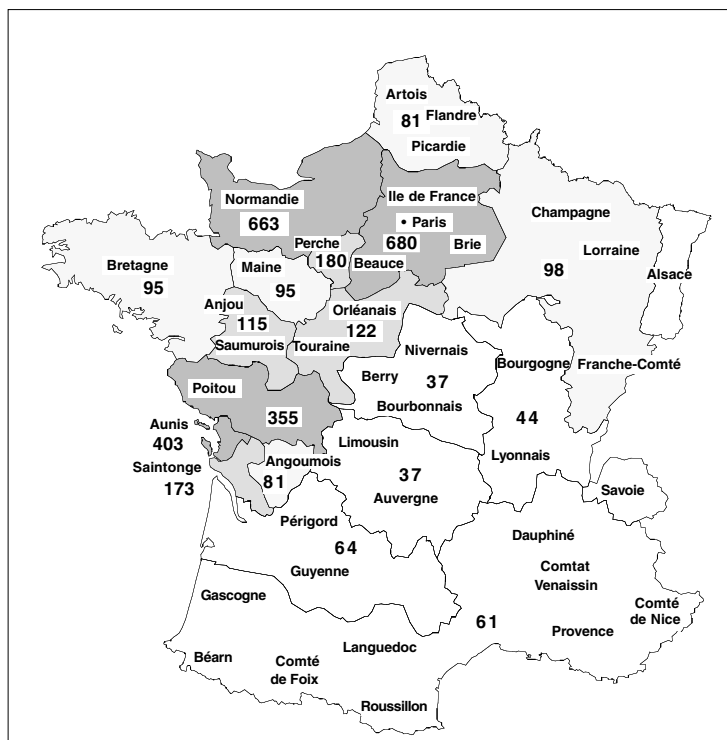 Artois
Flandre
81
Picardie
Normandie
663
Ile de France
• Paris
680
Brie
Perche
180
Beauce
Champagne
Lorraine
98
Alsace
Bretagne
95
Maine
95
Anjou
115
Saumurois
Orléanais
122
Touraine
Nivernais
Berry
37
Bourbonnais
Bourgogne
Franche-Comté
44
Lyonnais
Poitou
355
Aunis
403
Saintonge
173
Angoumois
81
Limousin
37
Auvergne
Savoie
Périgord
64
Guyenne
Dauphiné
Comtat
Venaissin
Comté
de Nice
Provence
61
Gascogne
Languedoc
Béarn
Comté
de Foix
Roussillon